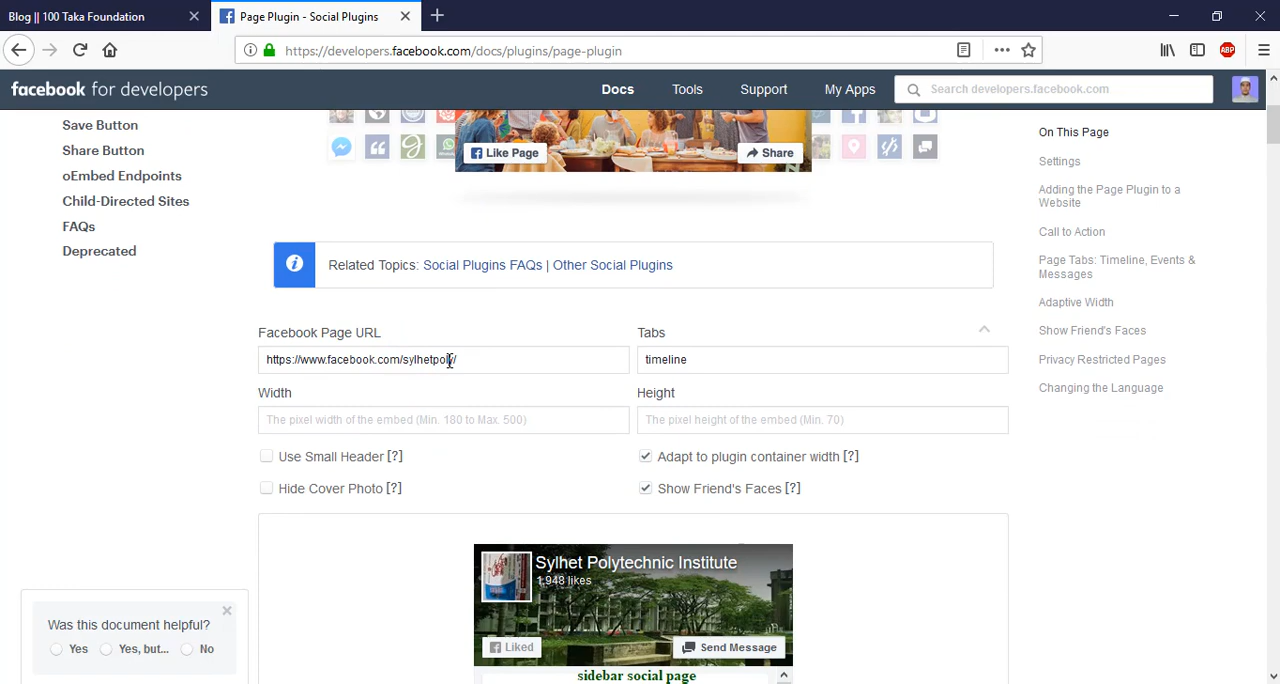 Blog || 100 Taka Foundation
Page Plugin - Social Plugins
https://developers.facebook.com/docs/plugins/page-plugin
ABP
facebook for developers
Docs
Tools
Support
My Apps
Search developers.facebook.com
Save Button
Share Button
oEmbed Endpoints
Child-Directed Sites
FAQs
Deprecated
Like Page
Share
On This Page
Settings
Adding the Page Plugin to a
Website
Call to Action
Page Tabs: Timeline, Events &
Messages
Adaptive Width
Show Friend's Faces
Privacy Restricted Pages
Changing the Language
Related Topics: Social Plugins FAQs | Other Social Plugins
Facebook Page URL
Tabs
https://www.facebook.com/sylhetpoly/
timeline
Width
Height
The pixel width of the embed (Min. 180 to Max. 500)
The pixel height of the embed (Min. 70)
Use Small Header [?]
Adapt to plugin container width [?]
Hide Cover Photo [?]
Show Friend's Faces [?]
Sylhet Polytechnic Institute
1,948 likes
Liked
Send Message
sidebar social page
Was this document helpful?
Yes
Yes, but...
No